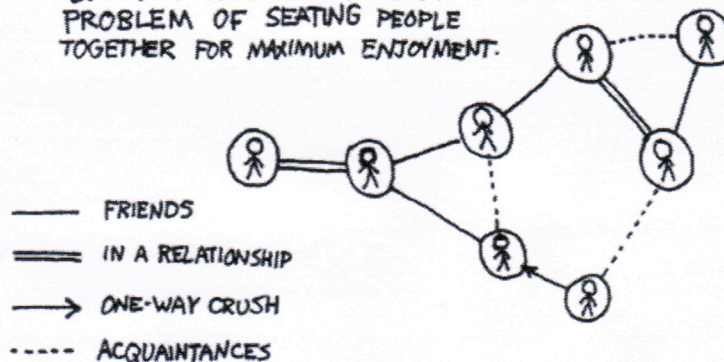 PROBLEM OF SEATING PEOPLE
TOGETHER FOR MAXIMUM ENJOYMENT.
FRIENDS
IN A RELATIONSHIP
ONE-WAY CRUSH
ACQUAINTANCES